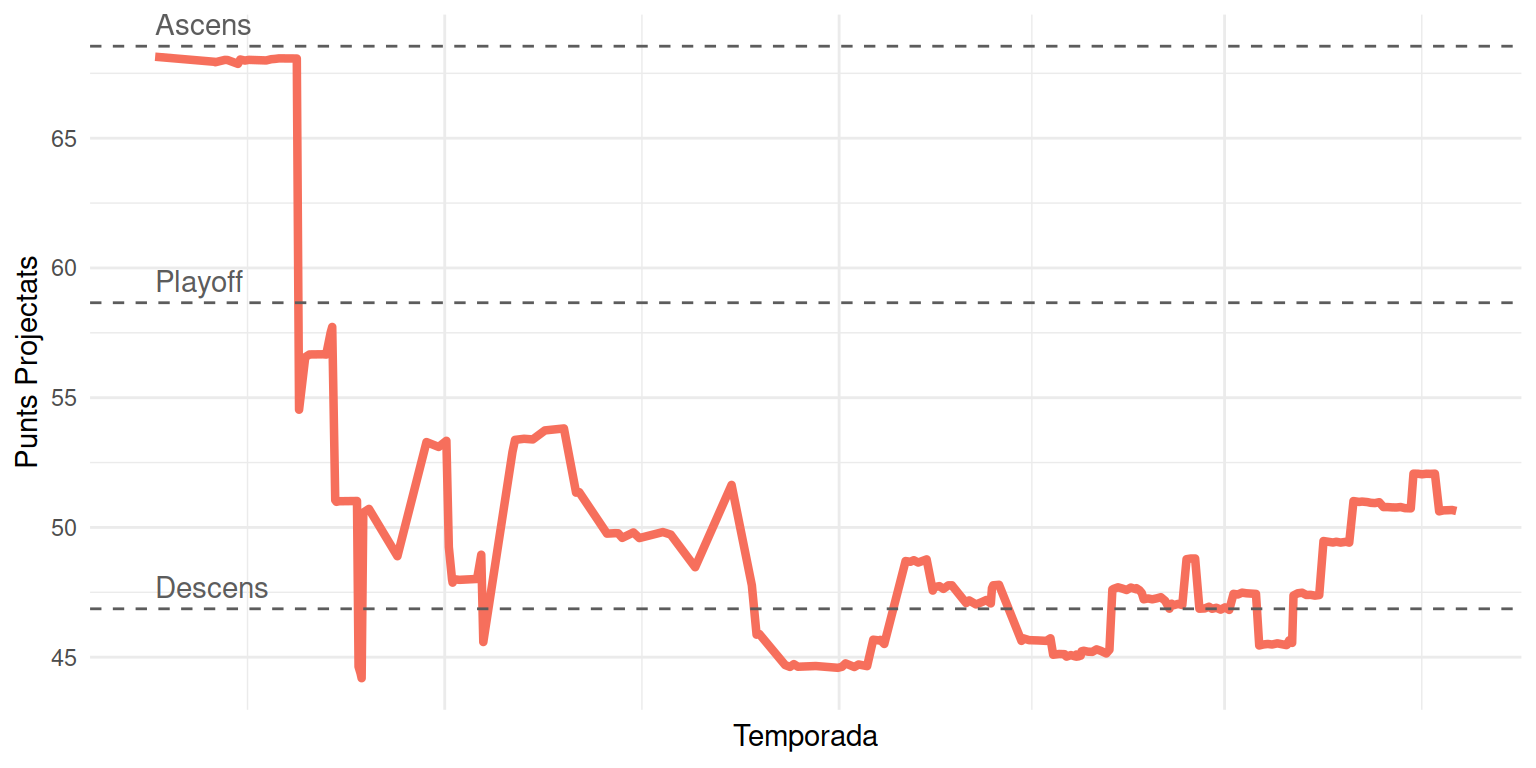 Ascens
65
60
Playoff
55
50
Descens
45
Punts Projectats
Temporada